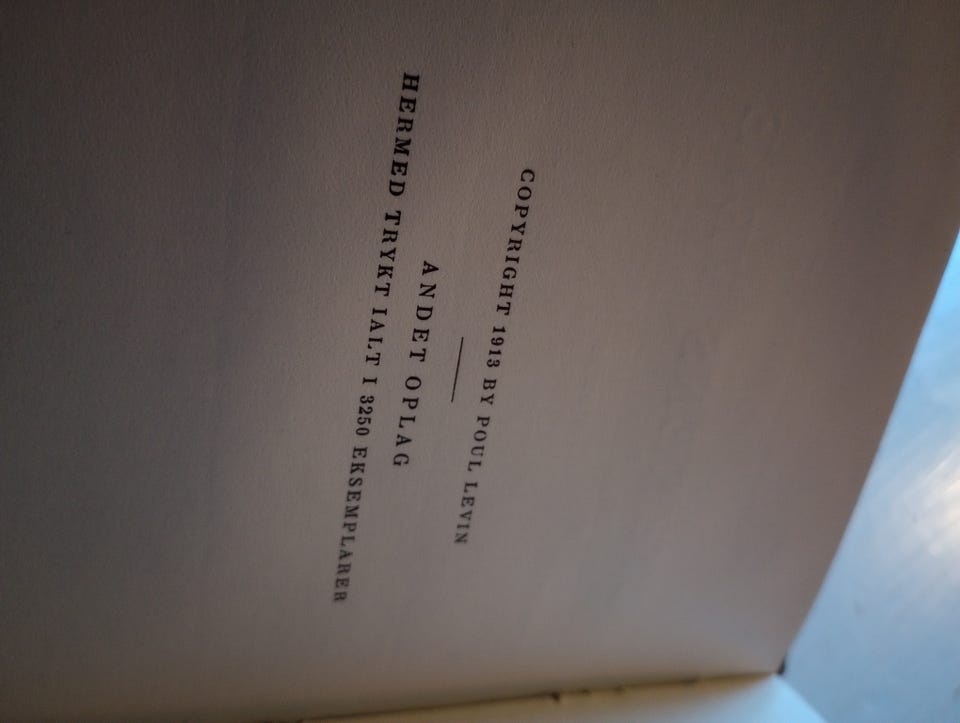 COPYRIGHT 1913 BY POUL LEVIN
ANDET OPLAG
HERMED TRYKT IALT I 3250 EKSEMPLARER